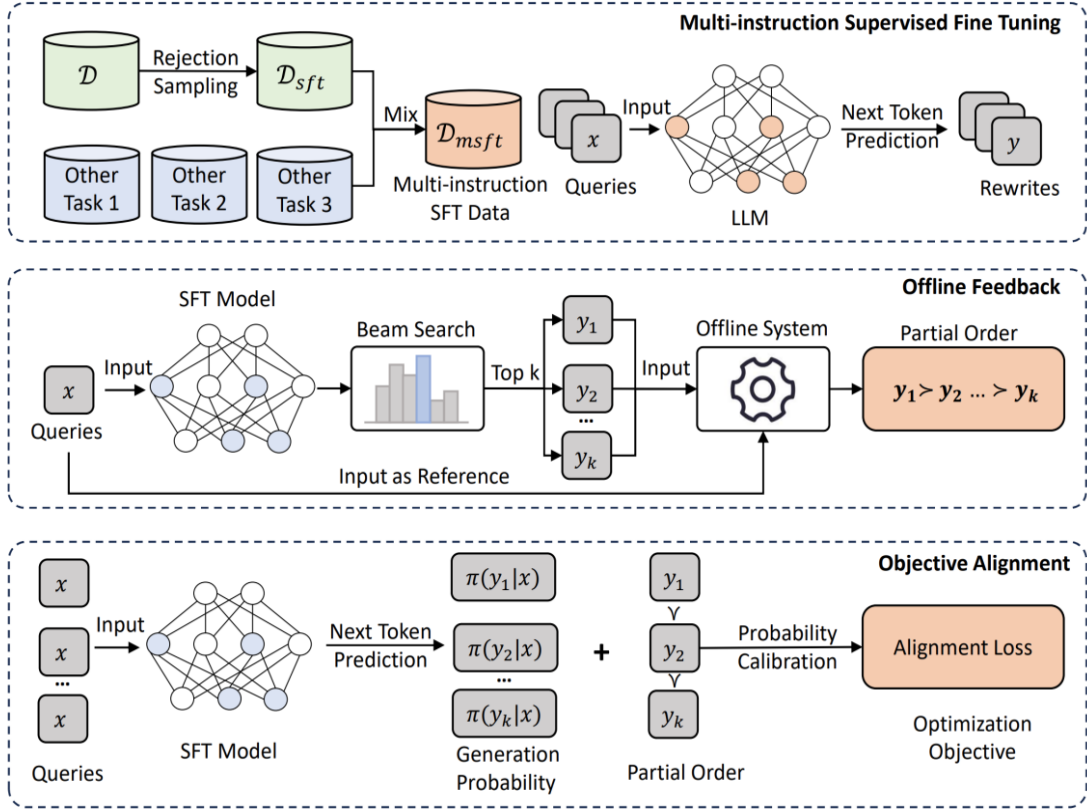 Multi-instruction Supervised Fine Tuning
𝒟
Rejection
Sampling
𝒟_sft
Other
Task 1
Other
Task 2
Other
Task 3
Mix
𝒟_msft
Multi-instruction
SFT Data
x
Queries
Input
LLM
Next Token
Prediction
y
Rewrites
Offline Feedback
x
Queries
Input
SFT Model
Beam Search
Top k
y₁
y₂
...
yₖ
Input
Input as Reference
Offline System
Partial Order
y₁ ≻ y₂ ... ≻ yₖ
Objective Alignment
x
x
...
x
Queries
Input
SFT Model
Next Token
Prediction
π(y₁|x)
π(y₂|x)
...
π(yₖ|x)
Generation
Probability
+
y₁
≻
y₂
≻
yₖ
Partial Order
Probability
Calibration
Alignment Loss
Optimization
Objective